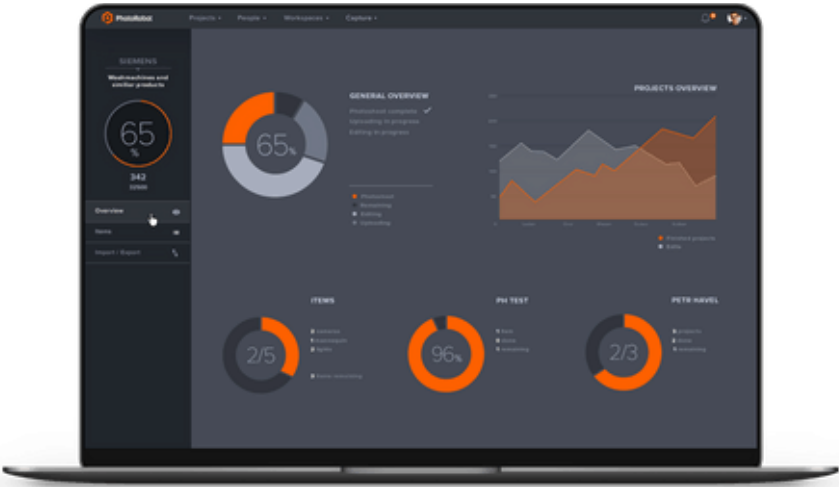 PhotoRobot
Projects
People
Workspaces
Capture
SIEMENS
Washmachines and
similiar products
65
%
342
Overview
Items
Import / Export
65%
GENERAL OVERVIEW
Photoshoot complete
Uploading in progress
Editing in progress
Photoshoot
Remaining
Editing
Uploading
PROJECTS OVERVIEW
Finished projects
Edits
ITEMS
2/5
PH TEST
96%
PETR HAVEL
2/3